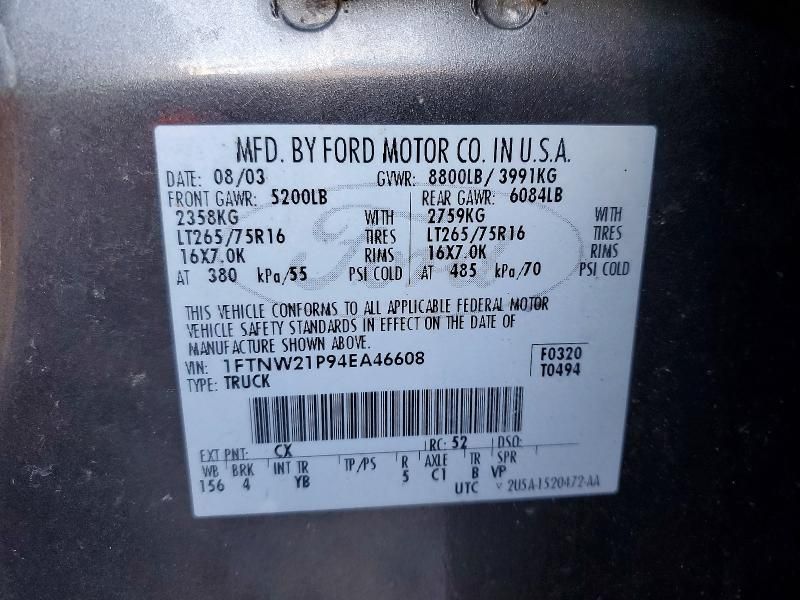 MFD. BY FORD MOTOR CO. IN U.S.A.
DATE: 08/03 GVWR: 8800LB/ 3991KG
FRONT GAWR: 5200LB REAR GAWR: 6084LB
2358KG WITH 2759KG WITH
LT265/75R16 TIRES LT265/75R16 TIRES
16X7.0K RIMS 16X7.0K RIMS
AT 380 kPa/55 PSI COLD AT 485 kPa/70 PSI COLD
Ford
THIS VEHICLE CONFORMS TO ALL APPLICABLE FEDERAL MOTOR
VEHICLE SAFETY STANDARDS IN EFFECT ON THE DATE OF
MANUFACTURE SHOWN ABOVE.
VIN: 1FTNW21P94EA46608 F0320
TYPE: TRUCK T0494
EXT PNT: CX RC: 52 DSO:
WB BRK INT TR TP/PS R AXLE TR SPR
156 4 YB 5 C1 B VP
UTC V 2U5A-1520472-AA